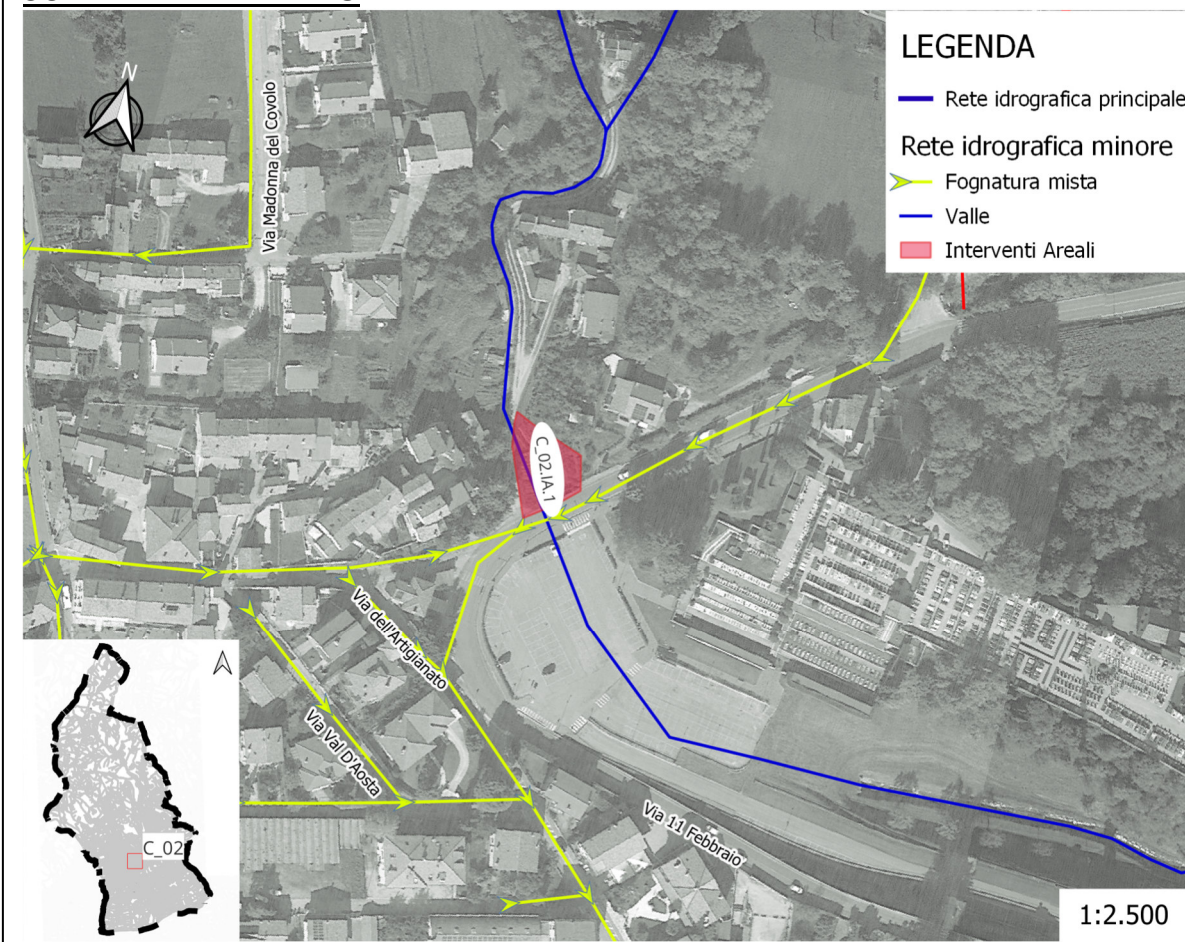 N
LEGENDA
Rete idrografica principale
Rete idrografica minore
Fognatura mista
Valle
Interventi Areali
Via Madonna del Covolo
C_02.IA.1
Via dell'Artigianato
Via Val D'Aosta
Via 11 Febbraio
C_02
1:2.500